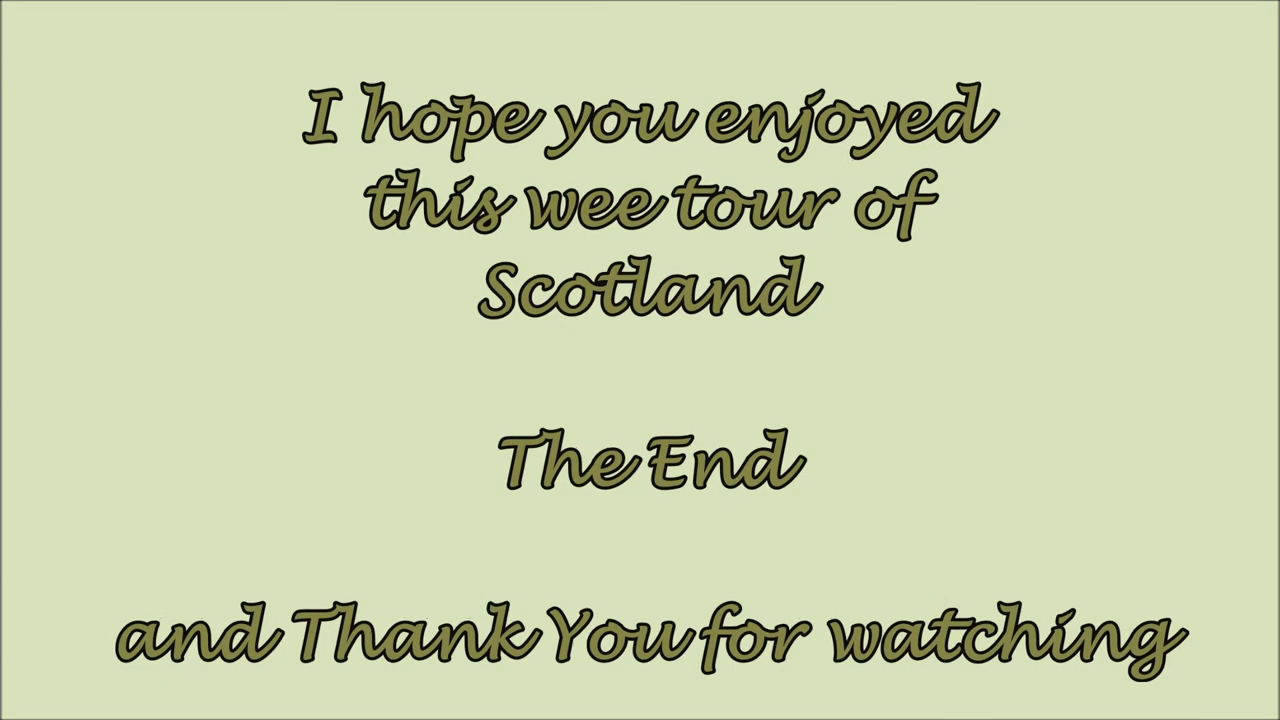 I hope you enjoyed
this wee tour of
Scotland
The End
and Thank You for watching